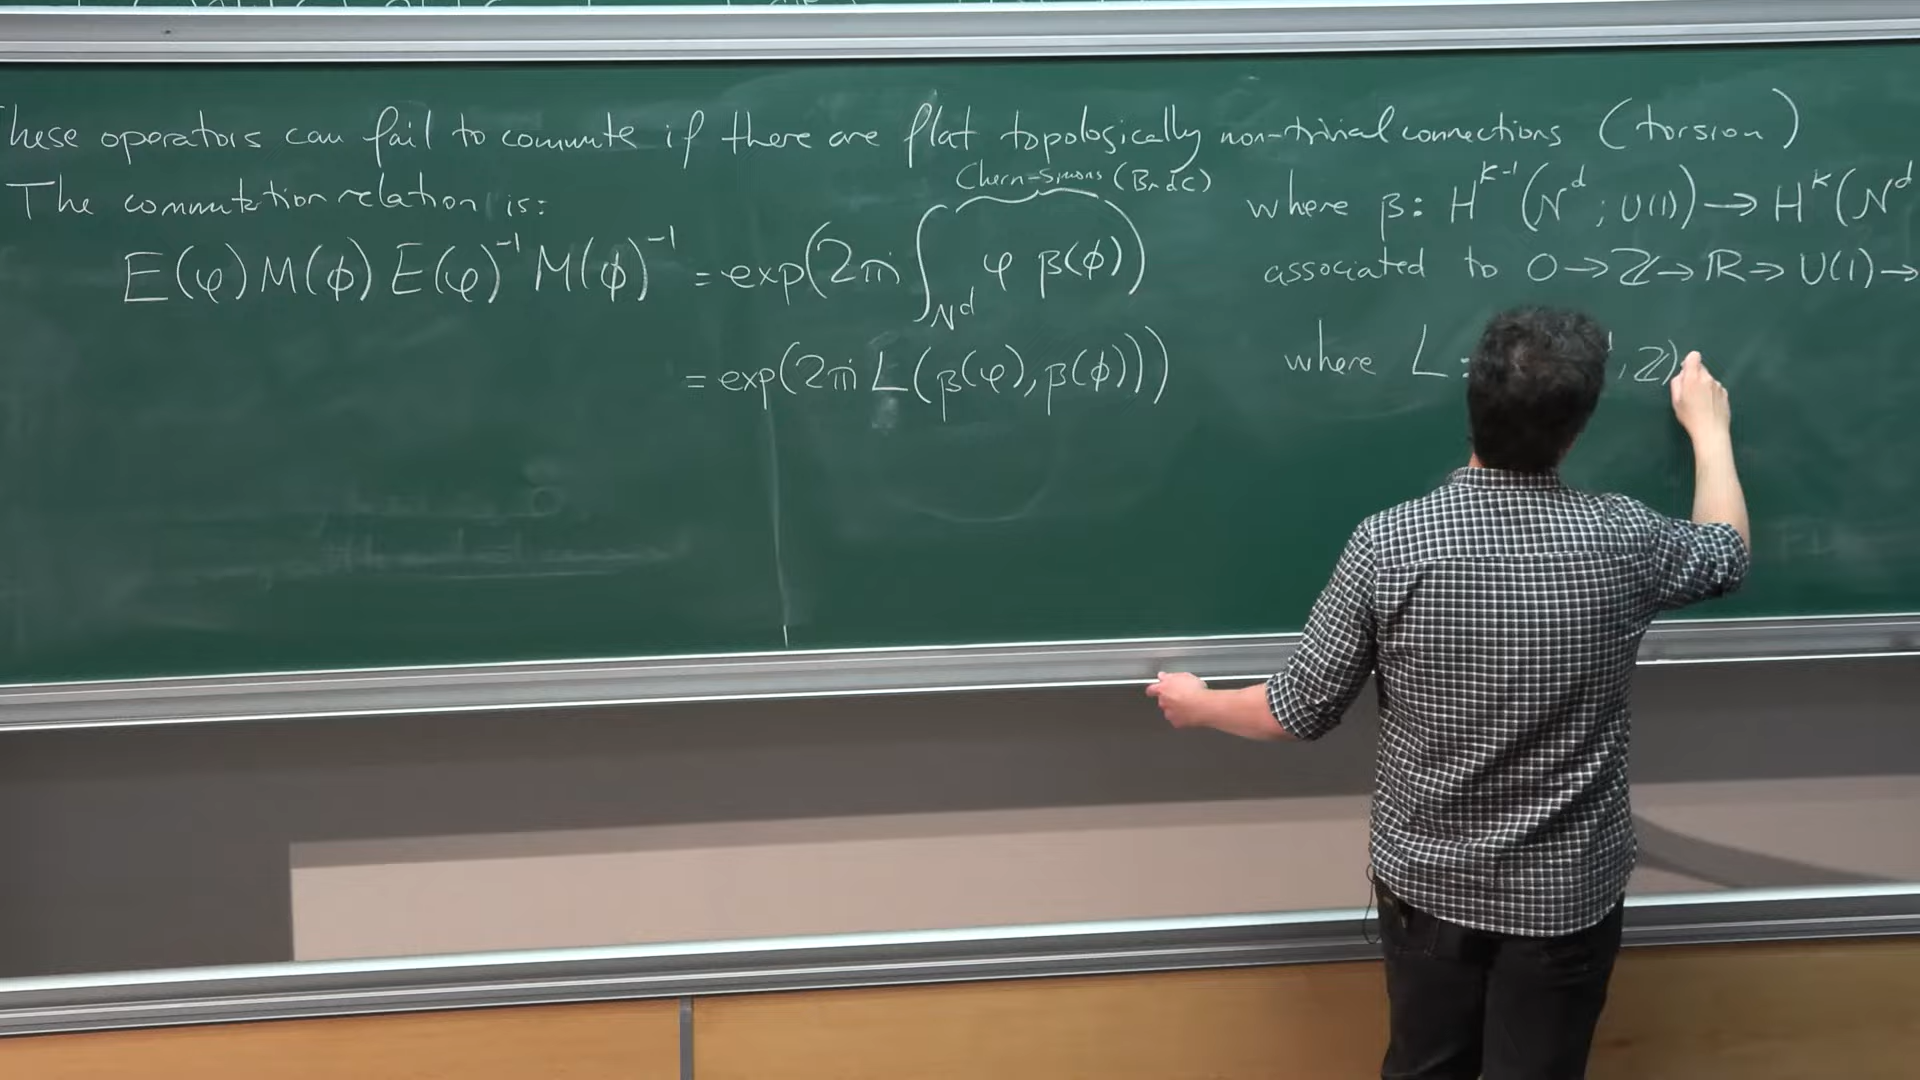 These operators can fail to commute if there are flat topologically non-trivial connections (torsion)
The commutation relation is:
Chern-Simons (B∧dC)
E(φ) M(ϕ) E(φ)⁻¹ M(ϕ)⁻¹ = exp(2πi ∫_{N^d} φ β(ϕ))
= exp(2πi L(β(φ), β(ϕ)))
where β: H^{k-1}(N^d; U(1)) → H^k(N^d
associated to 0 → ℤ → ℝ → U(1) →
where L: , ℤ)